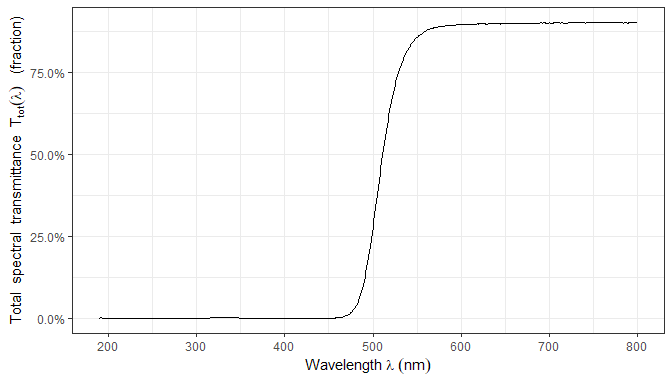 Total spectral transmittance Ttot(λ) (fraction)
75.0%
50.0%
25.0%
0.0%
200 300 400 500 600 700 800
Wavelength λ (nm)